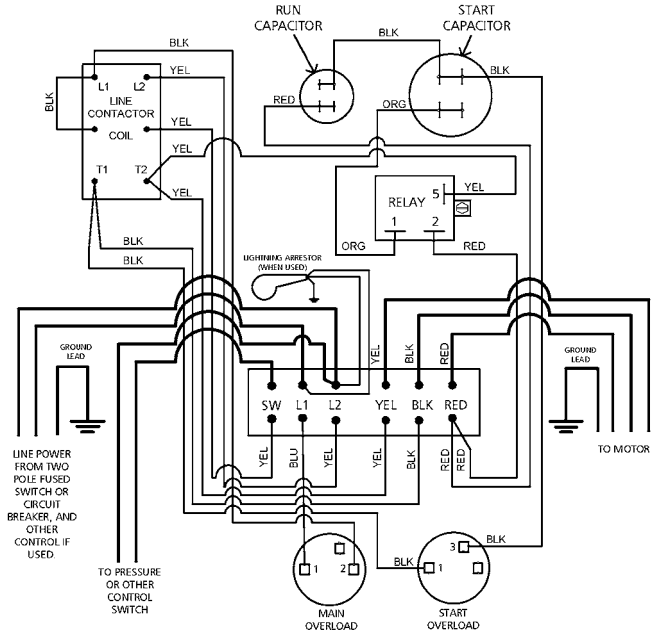 RUN
CAPACITOR
START
CAPACITOR
BLK
BLK
BLK
YEL
RED
ORG
L1
L2
LINE
CONTACTOR
BLK
COIL
YEL
T1
T2
YEL
YEL
RELAY
5
YEL
1
2
ORG
RED
BLK
BLK
LIGHTNING ARRESTOR
(WHEN USED)
GROUND
LEAD
YEL
BLK
RED
GROUND
LEAD
SW
L1
L2
YEL
BLK
RED
YEL
BLU
YEL
YEL
BLK
RED
RED
TO MOTOR
LINE POWER
FROM TWO
POLE FUSED
SWITCH OR
CIRCUIT
BREAKER, AND
OTHER
CONTROL IF
USED.
TO PRESSURE
OR OTHER
CONTROL
SWITCH
1
2
MAIN
OVERLOAD
BLK
1
3
BLK
START
OVERLOAD